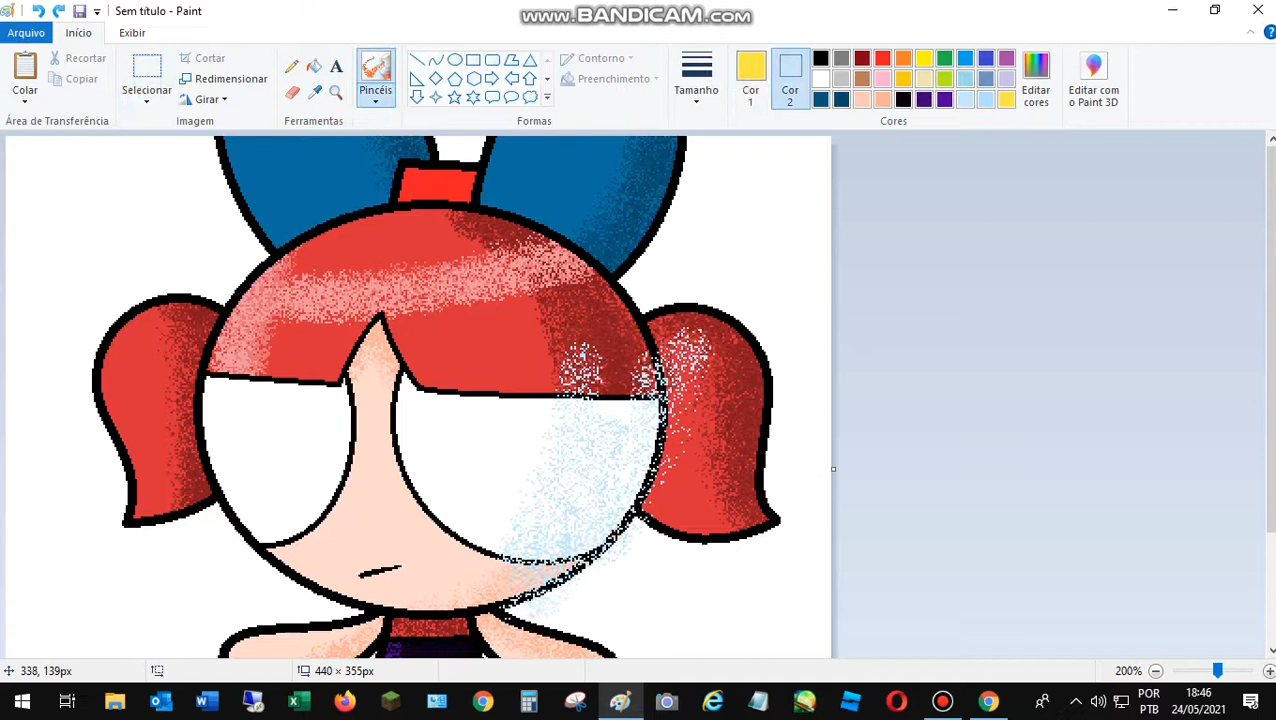 Sem título - Paint
www.BANDICAM.com
Arquivo Início Exibir
Colar
Recortar
Copiar
Área de Transferência
Selecionar
Cortar
Redimensionar
Girar
Imagem
Ferramentas
Pincéis
Contorno
Preenchimento
Formas
Tamanho
Cor
1
Cor
2
Editar
cores
Cores
Editar com
o Paint 3D
338, 139px
440 × 355px
200%
POR
PTB
18:46
24/05/2021